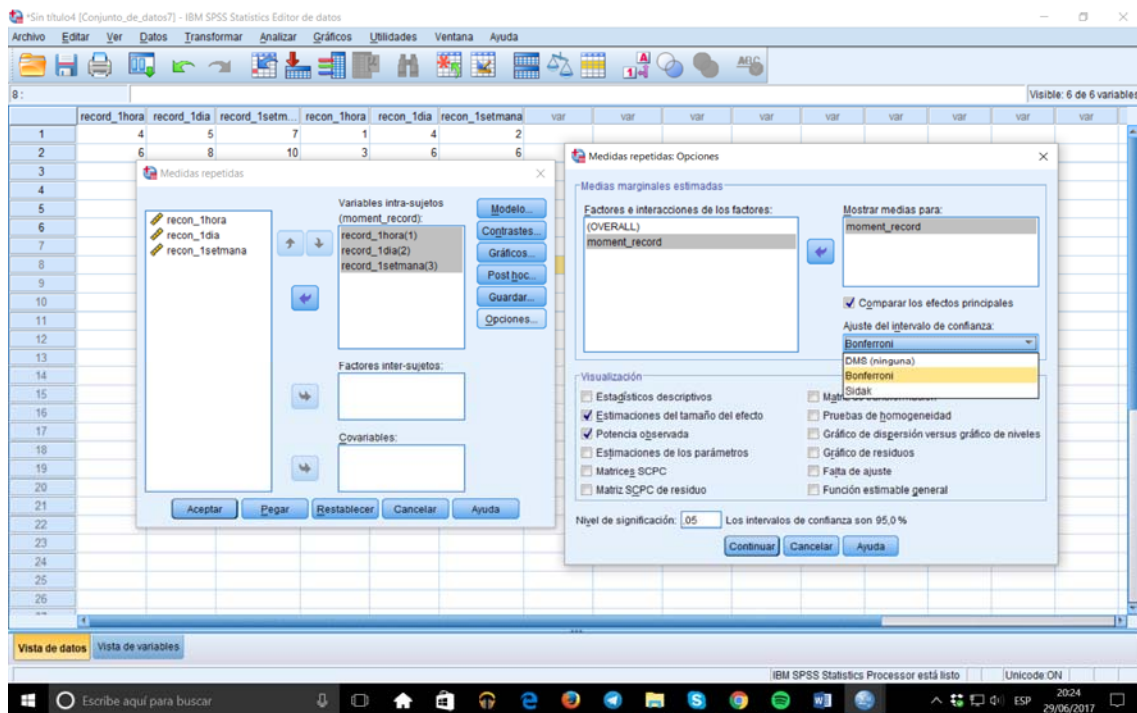 *Sin título4 [Conjunto_de_datos7] - IBM SPSS Statistics Editor de datos
Archivo Editar Ver Datos Transformar Analizar Gráficos Utilidades Ventana Ayuda
8 :
Visible: 6 de 6 variables
record_1hora record_1dia record_1setm... recon_1hora recon_1dia recon_1setmana var var var var var var var var var
1 4 5 7 1 4 2
2 6 8 10 3 6 6
3
4
5
6
7
8
9
10
11
12
13
14
15
16
17
18
19
20
21
22
23
24
25
26
Medidas repetidas
recon_1hora
recon_1dia
recon_1setmana
Variables intra-sujetos
(moment_record):
record_1hora(1)
record_1dia(2)
record_1setmana(3)
Factores inter-sujetos:
Covariables:
Modelo...
Contrastes...
Gráficos...
Post hoc...
Guardar...
Opciones...
Aceptar Pegar Restablecer Cancelar Ayuda
Medidas repetidas: Opciones
Medias marginales estimadas
Factores e interacciones de los factores:
(OVERALL)
moment_record
Mostrar medias para:
moment_record
Comparar los efectos principales
Ajuste del intervalo de confianza:
Bonferroni
DMS (ninguna)
Bonferroni
Sidak
Visualización
Estadísticos descriptivos
Estimaciones del tamaño del efecto
Potencia observada
Estimaciones de los parámetros
Matrices SCPC
Matriz SCPC de residuo
Pruebas de homogeneidad
Gráfico de dispersión versus gráfico de niveles
Gráfico de residuos
Falta de ajuste
Función estimable general
Nivel de significación: .05 Los intervalos de confianza son 95,0 %
Continuar Cancelar Ayuda
Vista de datos Vista de variables
IBM SPSS Statistics Processor está listo Unicode:ON
Escribe aquí para buscar
ESP
20:24
29/06/2017